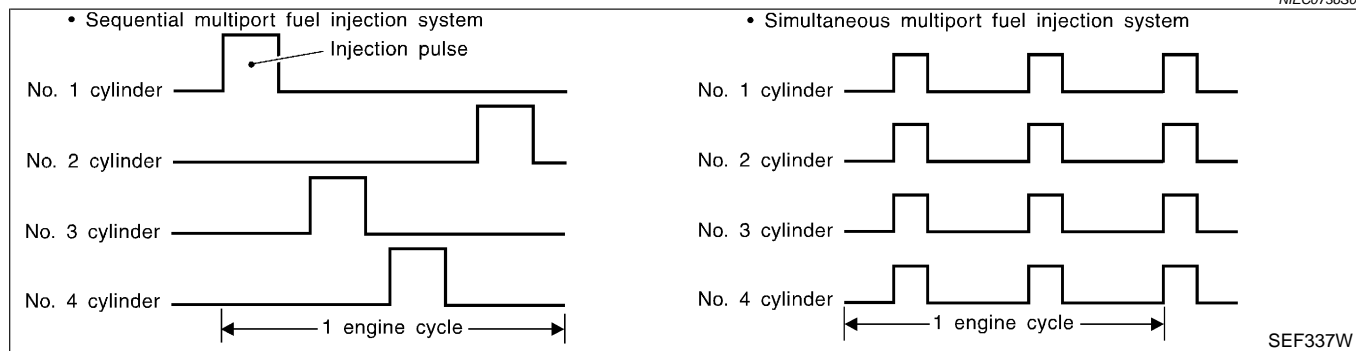 • Sequential multiport fuel injection system
Injection pulse
No. 1 cylinder
No. 2 cylinder
No. 3 cylinder
No. 4 cylinder
1 engine cycle
• Simultaneous multiport fuel injection system
No. 1 cylinder
No. 2 cylinder
No. 3 cylinder
No. 4 cylinder
1 engine cycle
SEF337W